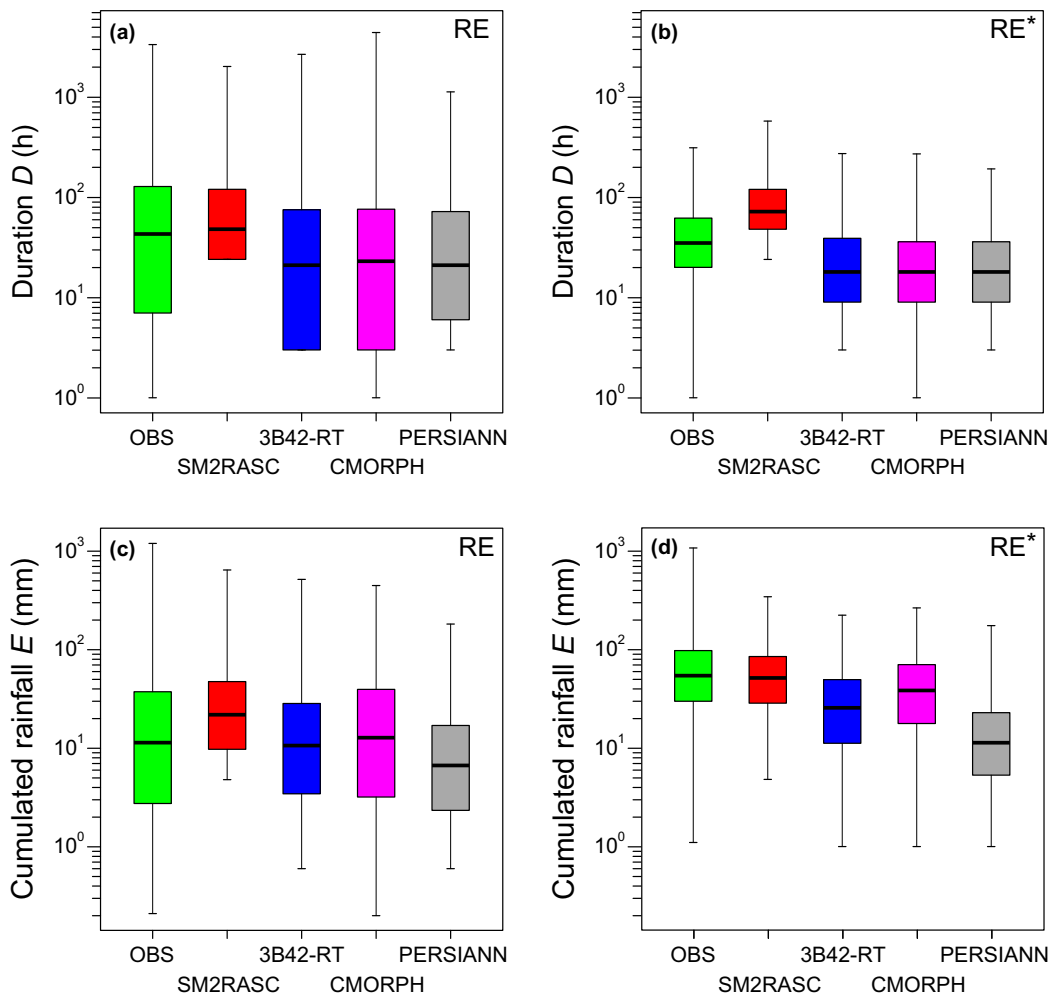 (a) RE
Duration D (h)
10³
10²
10¹
10⁰
OBS 3B42-RT PERSIANN
SM2RASC CMORPH
(b) RE*
Duration D (h)
10³
10²
10¹
10⁰
OBS 3B42-RT PERSIANN
SM2RASC CMORPH
(c) RE
Cumulated rainfall E (mm)
10³
10²
10¹
10⁰
OBS 3B42-RT PERSIANN
SM2RASC CMORPH
(d) RE*
Cumulated rainfall E (mm)
10³
10²
10¹
10⁰
OBS 3B42-RT PERSIANN
SM2RASC CMORPH